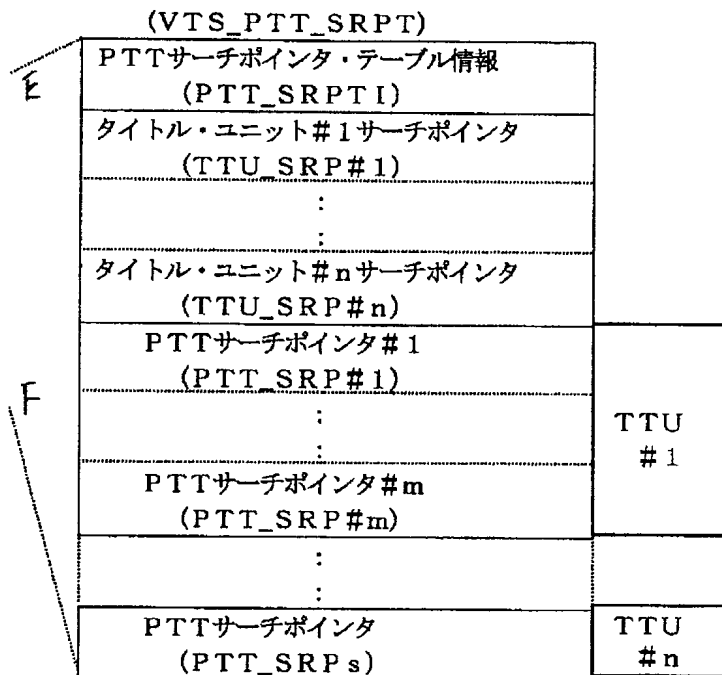 (VTS_PTT_SRPT)
PTTサーチポインタ・テーブル情報
(PTT_SRPTI)
E
タイトル・ユニット#1サーチポインタ
(TTU_SRP#1)
:
:
タイトル・ユニット#nサーチポインタ
(TTU_SRP#n)
PTTサーチポインタ#1
(PTT_SRP#1)
F
:
:
TTU
#1
PTTサーチポインタ#m
(PTT_SRP#m)
:
:
PTTサーチポインタ
(PTT_SRPs)
TTU
#n